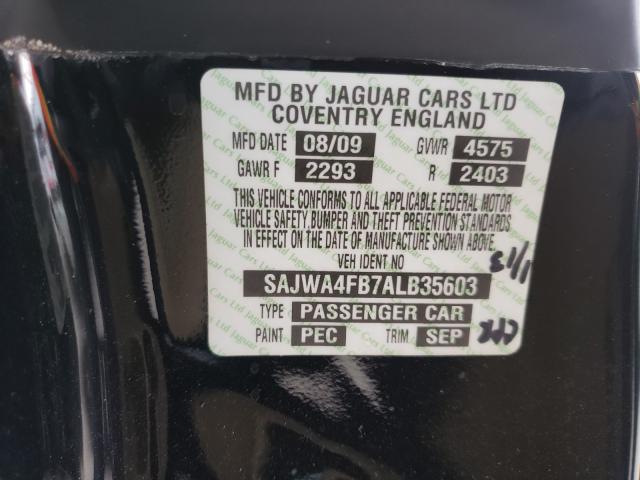 MFD BY JAGUAR CARS LTD
COVENTRY ENGLAND
MFD DATE 08/09 GVWR 4575
GAWR F 2293 R 2403
THIS VEHICLE CONFORMS TO ALL APPLICABLE FEDERAL MOTOR
VEHICLE SAFETY,BUMPER AND THEFT PREVENTION STANDARDS
IN EFFECT ON THE DATE OF MANUFACTURE SHOWN ABOVE.
VEH IDENT NO
SAJWA4FB7ALB35603
TYPE PASSENGER CAR
PAINT PEC TRIM SEP